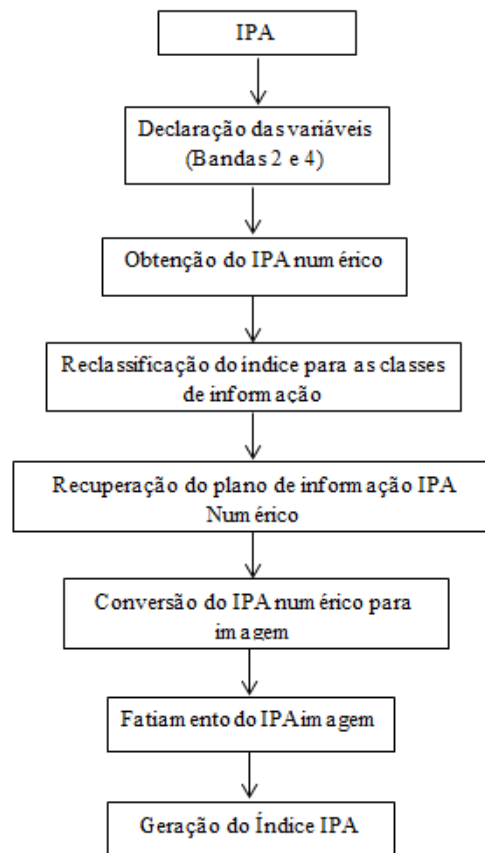 IPA
Declaração das variáveis
(Bandas 2 e 4)
Obtenção do IPA numérico
Reclassificação do índice para as classes
de informação
Recuperação do plano de informação IPA
Numérico
Conversão do IPA numérico para
imagem
Fatiamento do IPA imagem
Geração do Índice IPA